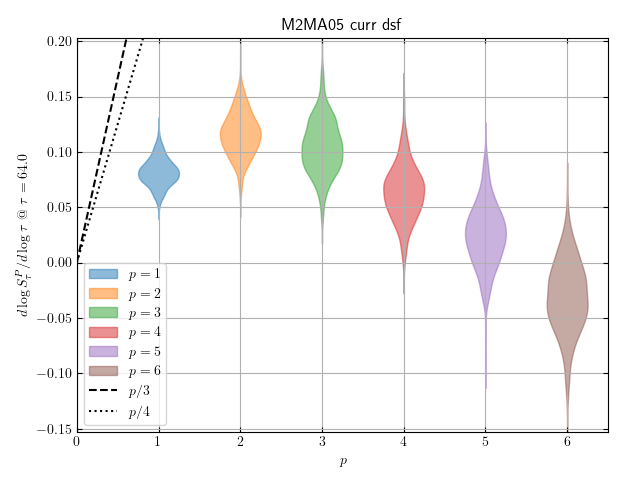 M2MA05 curr dsf
d log S_τ^P / d log τ @ τ = 64.0
0.20
0.15
0.10
0.05
0.00
−0.05
−0.10
−0.15
p = 1
p = 2
p = 3
p = 4
p = 5
p = 6
p/3
p/4
0 1 2 3 4 5 6
p